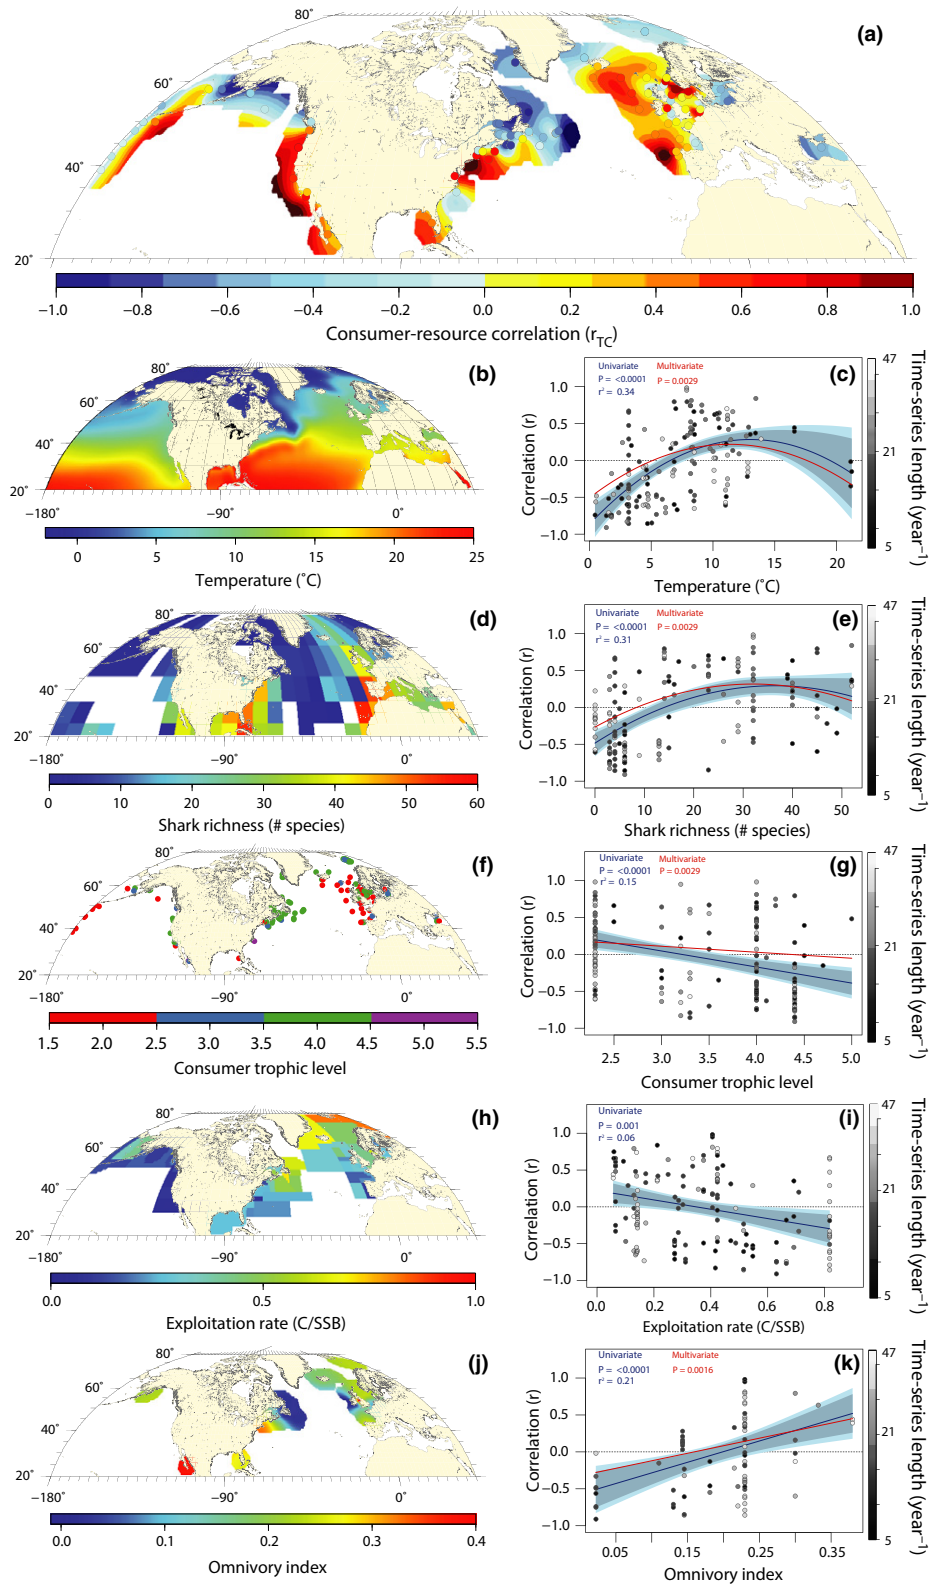 80˚
(a)
60˚
40˚
20˚
−1.0 −0.8 −0.6 −0.4 −0.2 0.0 0.2 0.4 0.6 0.8 1.0
Consumer-resource correlation (rTC)
80˚
(b)
60˚
40˚
20˚
−180˚ −90˚ 0˚
0 5 10 15 20 25
Temperature (˚C)
Univariate Multivariate
P = <0.0001 P = 0.0029
r² = 0.34
(c)
Correlation (r)
1.0
0.5
0.0
−0.5
−1.0
0 5 10 15 20
Temperature (˚C)
47
21
5
Time-series length (year⁻¹)
80˚
(d)
60˚
40˚
20˚
−180˚ −90˚ 0˚
0 10 20 30 40 50 60
Shark richness (# species)
Univariate Multivariate
P = <0.0001 P = 0.0029
r² = 0.31
(e)
Correlation (r)
1.0
0.5
0.0
−0.5
−1.0
0 10 20 30 40 50
Shark richness (# species)
47
21
5
Time-series length (year⁻¹)
80˚
(f)
60˚
40˚
20˚
−180˚ −90˚ 0˚
1.5 2.0 2.5 3.0 3.5 4.0 4.5 5.0 5.5
Consumer trophic level
Univariate Multivariate
P = <0.0001 P = 0.0029
r² = 0.15
(g)
Correlation (r)
1.0
0.5
0.0
−0.5
−1.0
2.5 3.0 3.5 4.0 4.5 5.0
Consumer trophic level
47
21
5
Time-series length (year⁻¹)
80˚
(h)
60˚
40˚
20˚
−180˚ −90˚ 0˚
0.0 0.5 1.0
Exploitation rate (C/SSB)
Univariate
P = 0.001
r² = 0.06
(i)
Correlation (r)
1.0
0.5
0.0
−0.5
−1.0
0.0 0.2 0.4 0.6 0.8
Exploitation rate (C/SSB)
47
21
5
Time-series length (year⁻¹)
80˚
(j)
60˚
40˚
20˚
−180˚ −90˚ 0˚
0.0 0.1 0.2 0.3 0.4
Omnivory index
Univariate Multivariate
P = <0.0001 P = 0.0016
r² = 0.21
(k)
Correlation (r)
1.0
0.5
0.0
−0.5
−1.0
0.05 0.15 0.25 0.35
Omnivory index
47
21
5
Time-series length (year⁻¹)